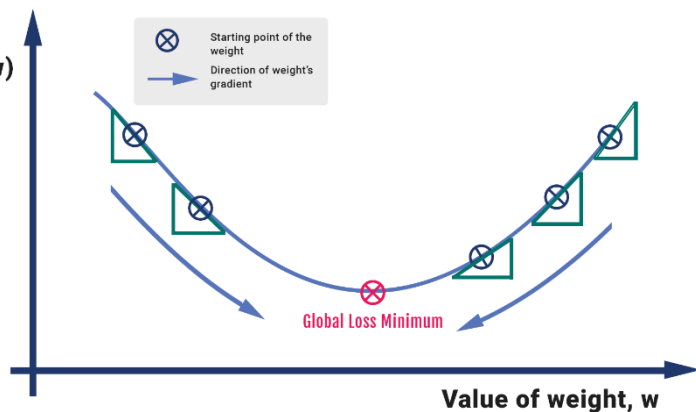 Starting point of the
weight
Direction of weight's
gradient
Global Loss Minimum
Value of weight, w